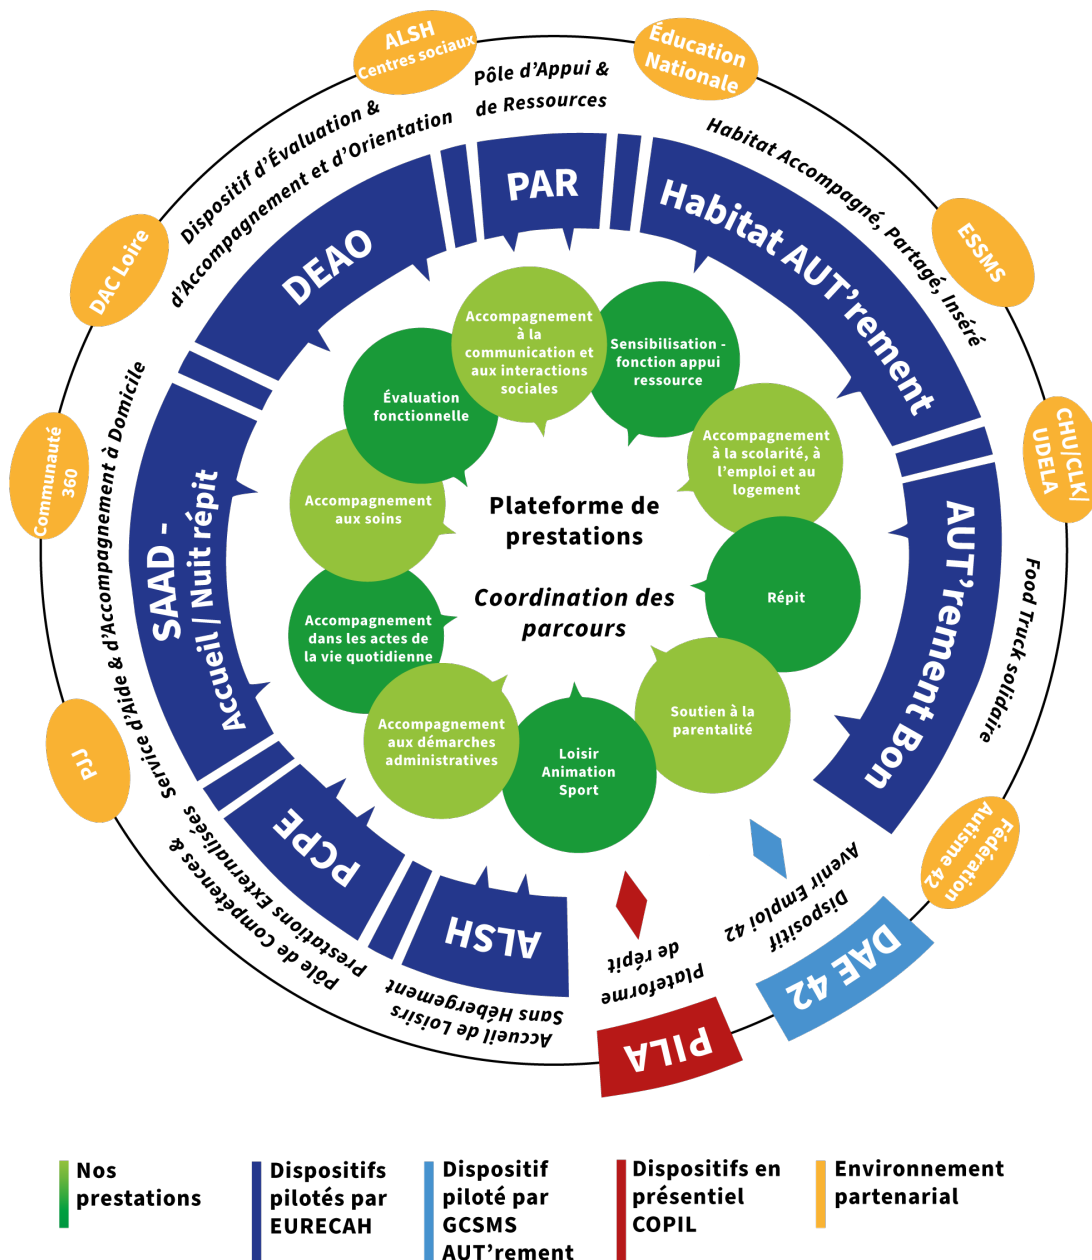 ALSH
Centres sociaux
Éducation
Nationale
ESSMS
CHU/CLK/
UDELA
Fédération
Autisme 42
DAC Loire
Communauté
360
PJJ
Pôle d'Appui &
de Ressources
PAR
Habitat Accompagné, Partagé, Inséré
Habitat AUT'rement
Food Truck solidaire
AUT'rement Bon
Dispositif d'Évaluation &
d'Accompagnement et d'Orientation
DEAO
Service d'Aide & d'Accompagnement à Domicile
SAAD -
Accueil / Nuit répit
Pôle de Compétences &
Prestations Externalisées
PCPE
Accueil de Loisirs
Sans Hébergement
ALSH
Plateforme
de répit
PILA
Dispositif
Avenir Emploi 42
DAE 42
Accompagnement
à la
communication et
aux interactions
sociales
Sensibilisation -
fonction appui
ressource
Accompagnement
à la scolarité, à
l'emploi et au
logement
Répit
Soutien à la
parentalité
Loisir
Animation
Sport
Accompagnement
aux démarches
administratives
Accompagnement
dans les actes de
la vie quotidienne
Accompagnement
aux soins
Évaluation
fonctionnelle
Plateforme de
prestations
Coordination des
parcours
Nos
prestations
Dispositifs
pilotés par
EURECAH
Dispositif
piloté par
GCSMS
AUT'rement
Dispositifs en
présentiel
COPIL
Environnement
partenarial